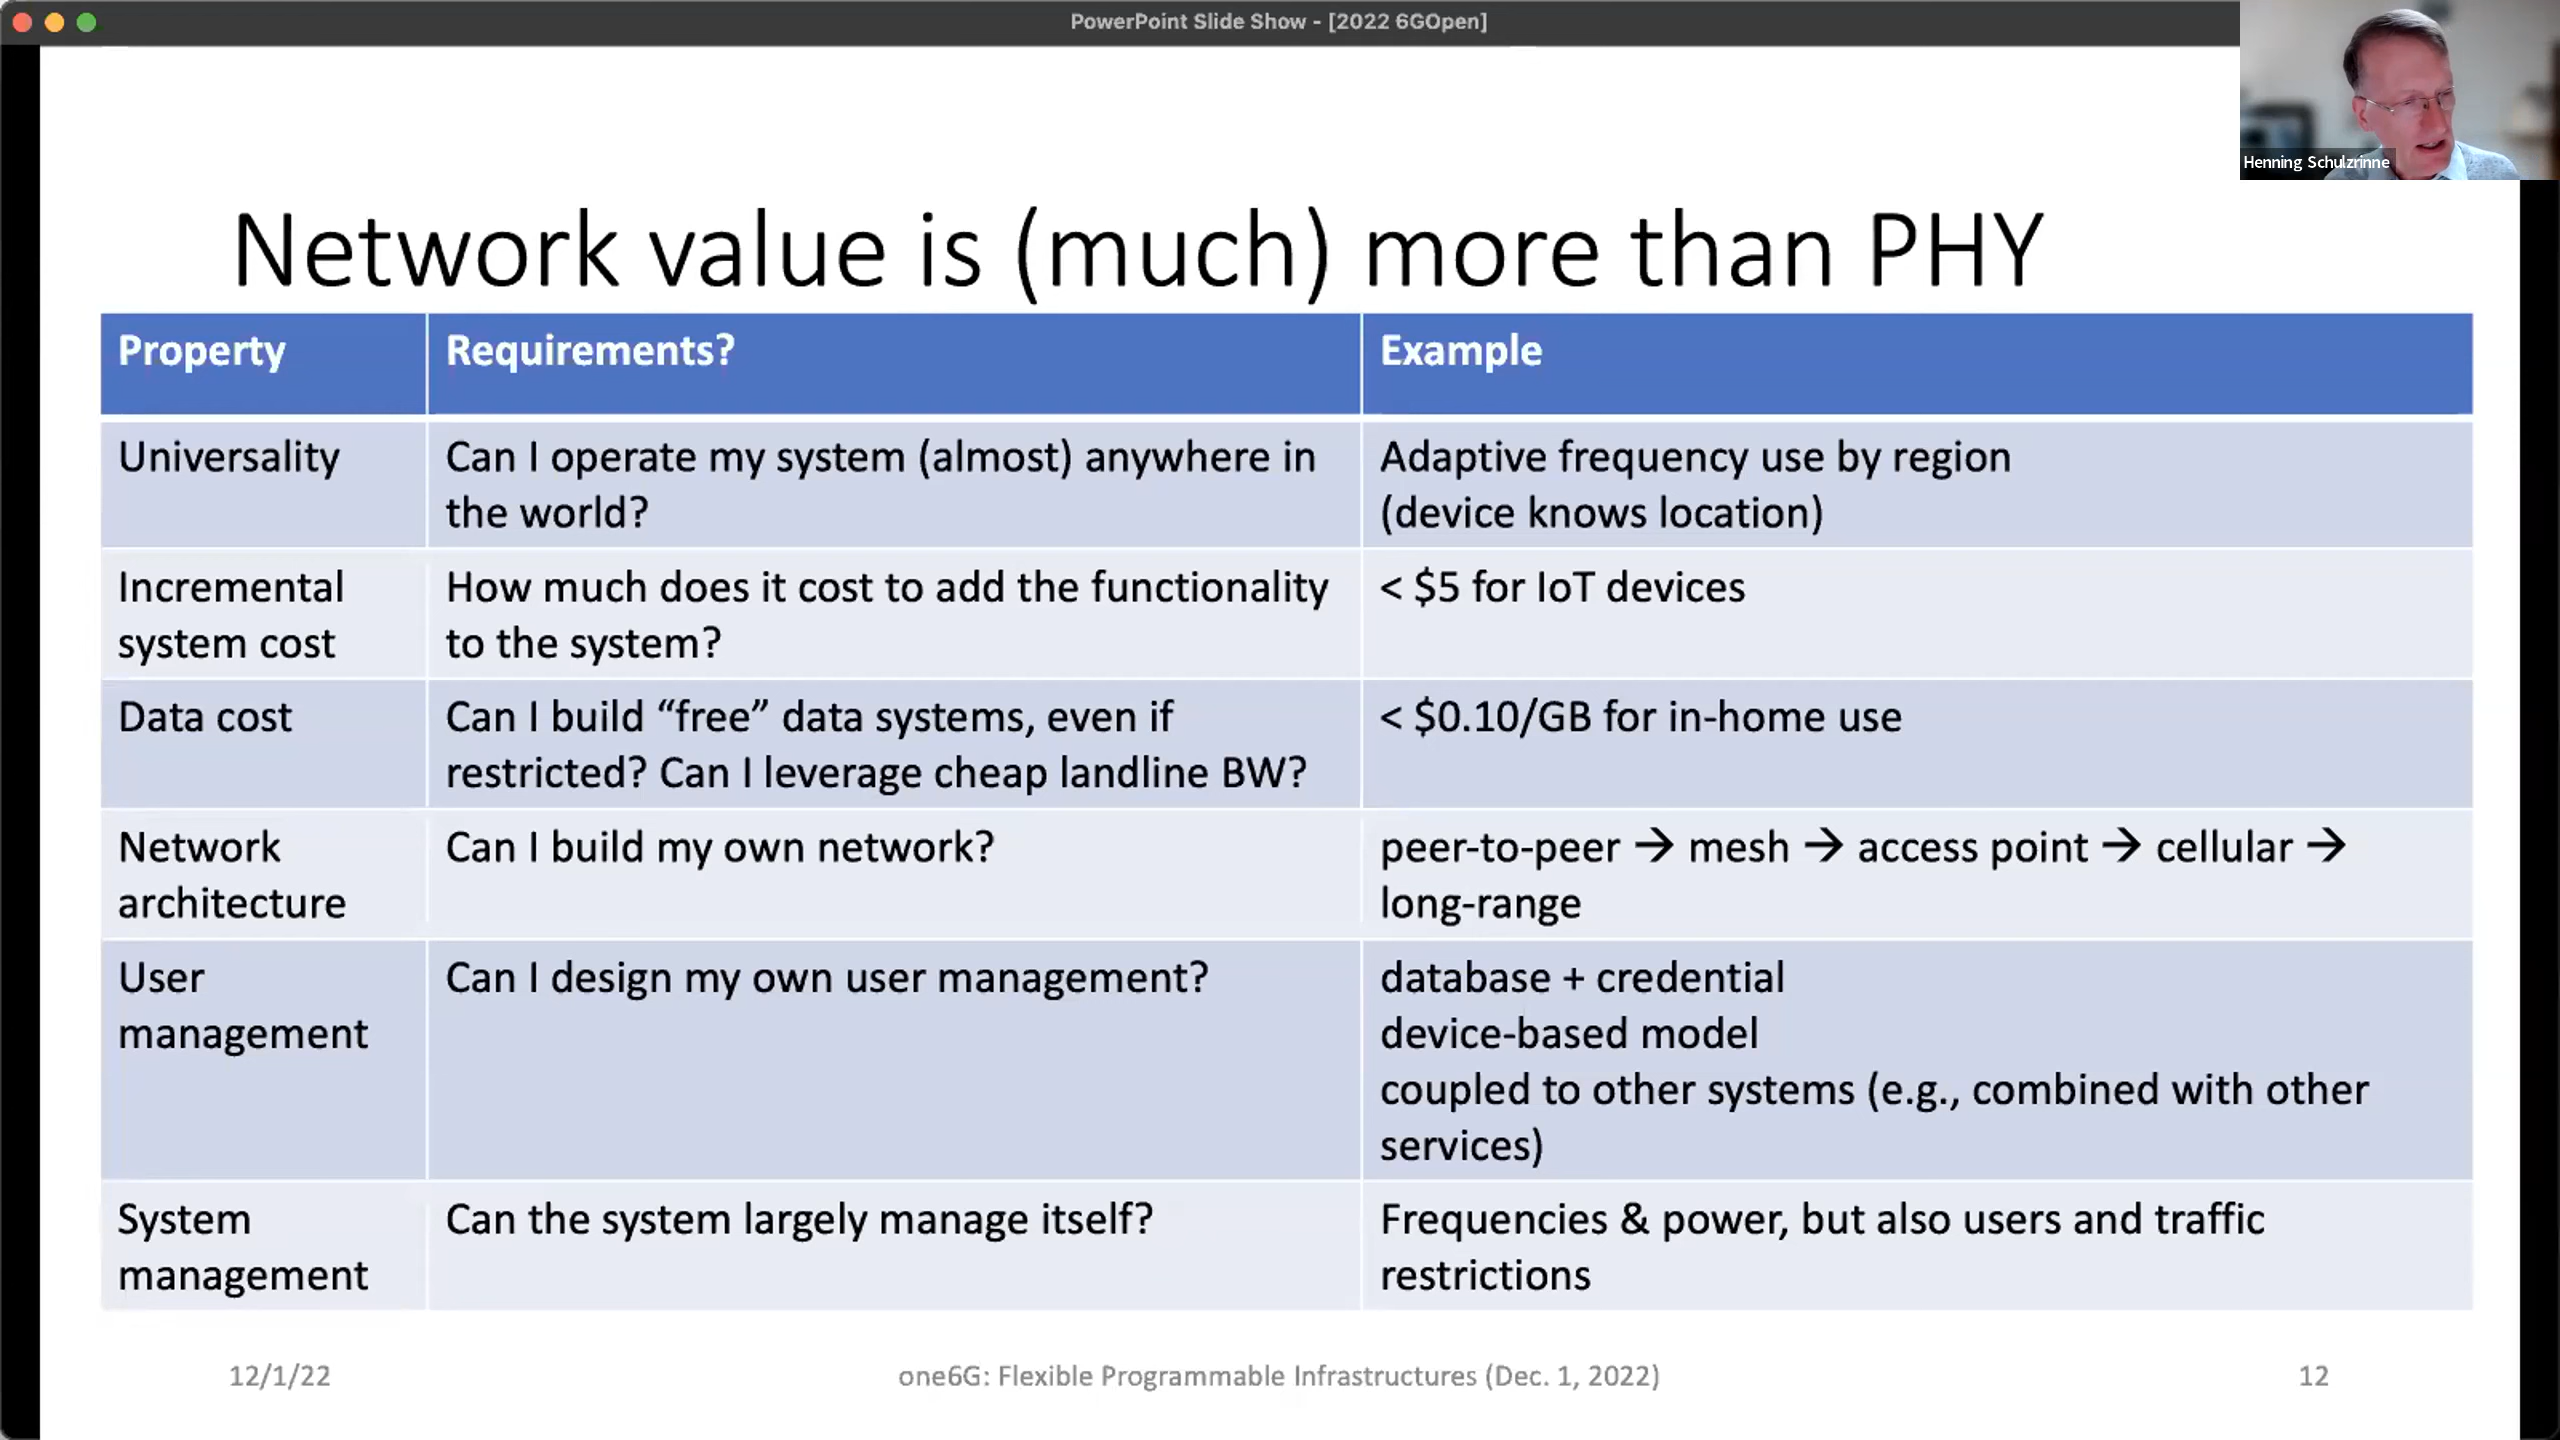 PowerPoint Slide Show - [2022 6GOpen]
Henning Schulzrinne
Network value is (much) more than PHY
Property
Requirements?
Example
Universality
Can I operate my system (almost) anywhere in
the world?
Adaptive frequency use by region
(device knows location)
Incremental
system cost
How much does it cost to add the functionality
to the system?
< $5 for IoT devices
Data cost
Can I build “free” data systems, even if
restricted? Can I leverage cheap landline BW?
< $0.10/GB for in-home use
Network
architecture
Can I build my own network?
peer-to-peer → mesh → access point → cellular →
long-range
User
management
Can I design my own user management?
database + credential
device-based model
coupled to other systems (e.g., combined with other
services)
System
management
Can the system largely manage itself?
Frequencies & power, but also users and traffic
restrictions
12/1/22
one6G: Flexible Programmable Infrastructures (Dec. 1, 2022)
12